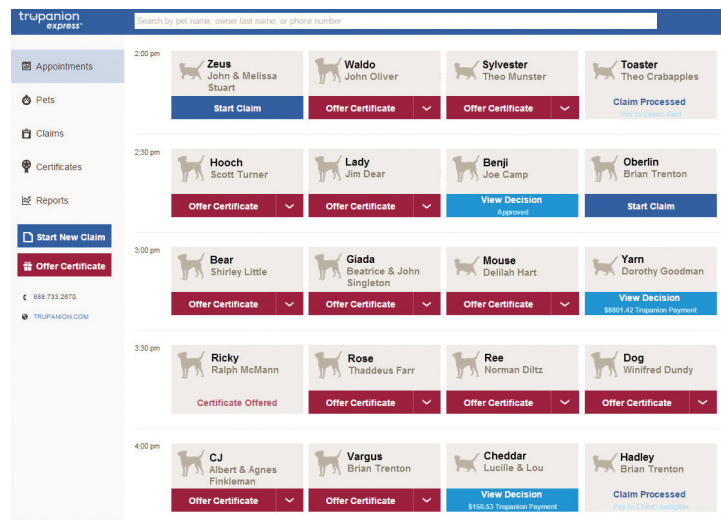 trupanion
express
Search by pet name, owner last name, or phone number
Appointments
Pets
Claims
Certificates
Reports
Start New Claim
Offer Certificate
888.733.2678
TRUPANION.COM
2:00 pm
Zeus
John & Melissa
Stuart
Start Claim
Waldo
John Oliver
Offer Certificate
Sylvester
Theo Munster
Offer Certificate
Toaster
Theo Crabapples
Claim Processed
Pay to Client: Paid
2:30 pm
Hooch
Scott Turner
Offer Certificate
Lady
Jim Dear
Offer Certificate
Benji
Joe Camp
View Decision
Approved
Oberlin
Brian Trenton
Start Claim
3:00 pm
Bear
Shirley Little
Offer Certificate
Giada
Beatrice & John
Singleton
Offer Certificate
Mouse
Delilah Hart
Offer Certificate
Yarn
Dorothy Goodman
View Decision
$8801.42 Trupanion Payment
3:30 pm
Ricky
Ralph McMann
Certificate Offered
Rose
Thaddeus Farr
Offer Certificate
Ree
Norman Diltz
Offer Certificate
Dog
Winifred Dundy
Offer Certificate
4:00 pm
CJ
Albert & Agnes
Finkleman
Offer Certificate
Vargus
Brian Trenton
Offer Certificate
Cheddar
Lucille & Lou
View Decision
$150.53 Trupanion Payment
Hadley
Brian Trenton
Claim Processed
Pay to Client: